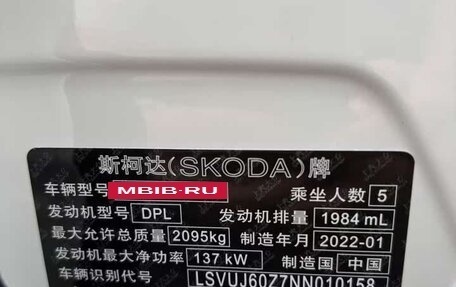 斯柯达(SKODA)牌
车辆型号 MBIB-RU 乘坐人数 5
发动机型号 DPL 发动机排量 1984 mL
最大允许总质量 2095kg 制造年月 2022-01
发动机最大净功率 137 kW 制造国 中国
车辆识别代号 LSVUJ60Z7NN010158